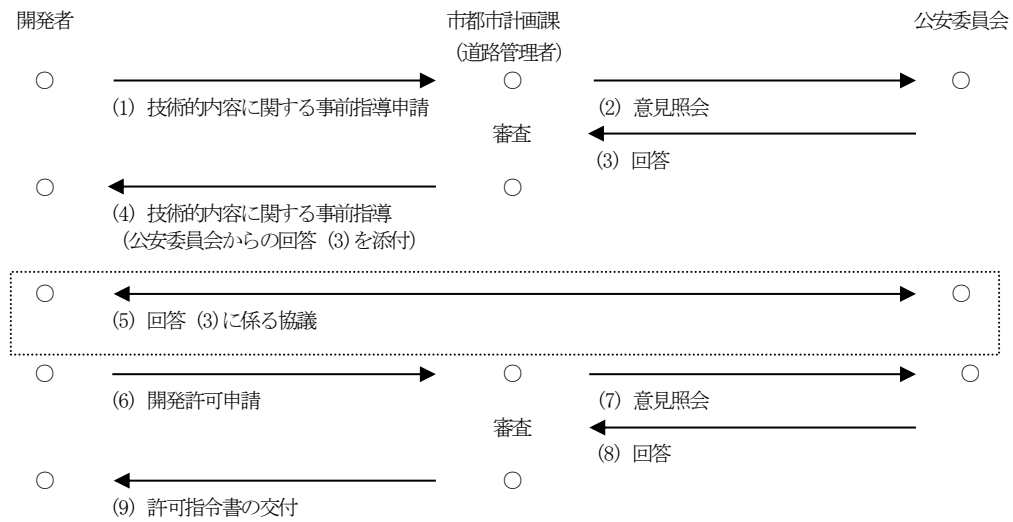 開発者 市都市計画課 公安委員会
(道路管理者)
○ ○ ○
(1) 技術的内容に関する事前指導申請 (2) 意見照会
審査
(3) 回答
○ ○
(4) 技術的内容に関する事前指導
(公安委員会からの回答 (3)を添付)
○ ○
(5) 回答 (3)に係る協議
○ ○ ○
(6) 開発許可申請 (7) 意見照会
審査
(8) 回答
○ ○
(9) 許可指令書の交付